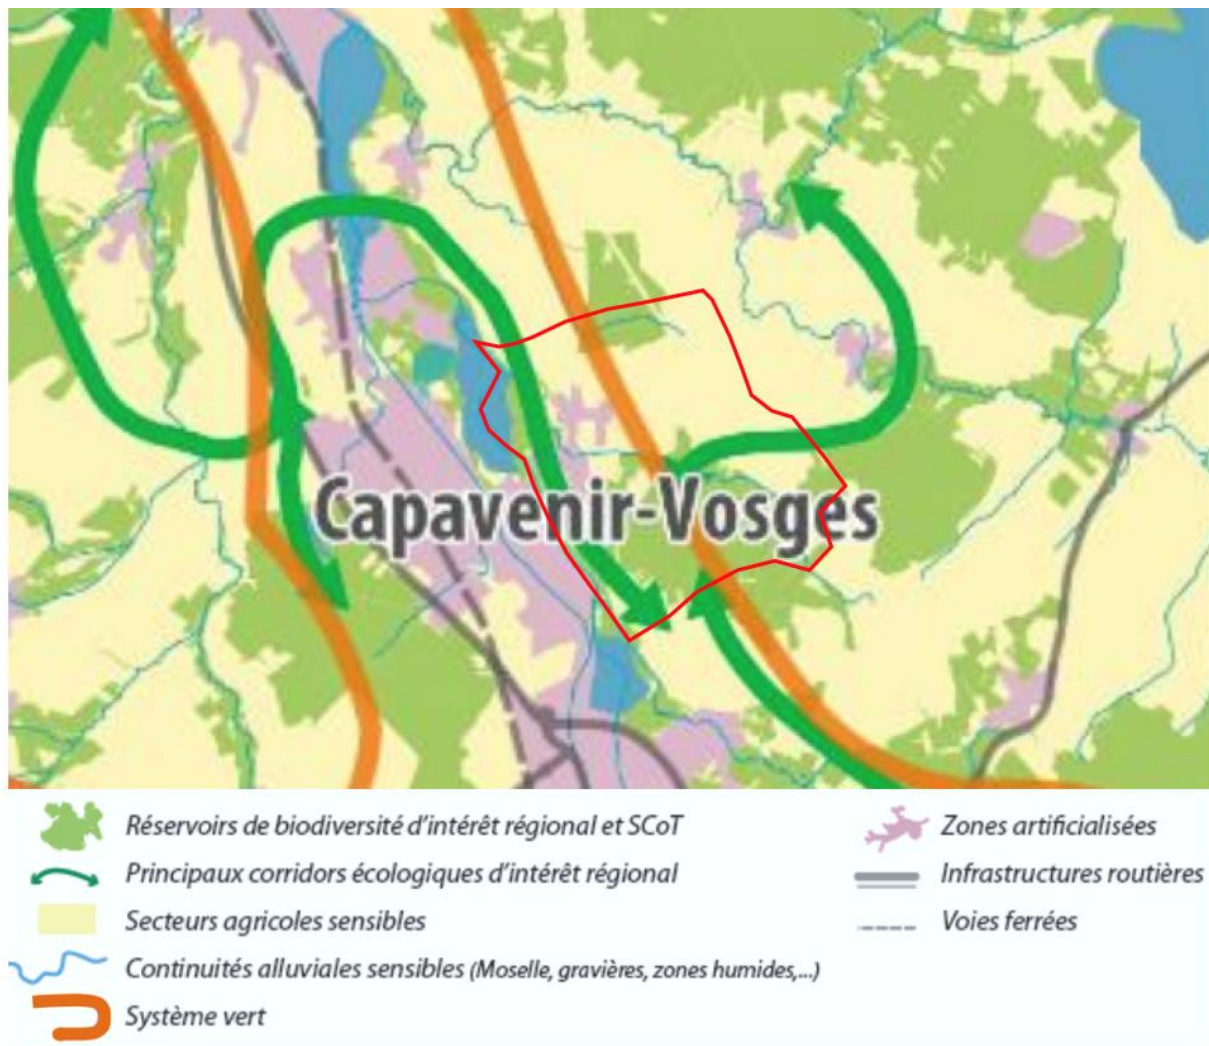 Capavenir-Vosges
Réservoirs de biodiversité d'intérêt régional et SCoT
Principaux corridors écologiques d'intérêt régional
Secteurs agricoles sensibles
Continuités alluviales sensibles (Moselle, gravières, zones humides,...)
Système vert
Zones artificialisées
Infrastructures routières
Voies ferrées